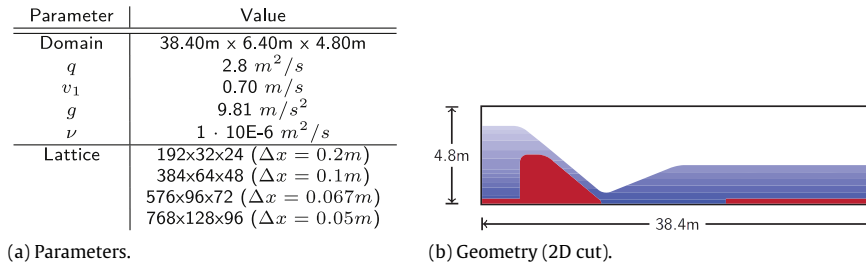 Parameter Value
Domain 38.40m x 6.40m x 4.80m
q 2.8 m²/s
v₁ 0.70 m/s
g 9.81 m/s²
ν 1 · 10E-6 m²/s
Lattice 192x32x24 (Δx = 0.2m)
384x64x48 (Δx = 0.1m)
576x96x72 (Δx = 0.067m)
768x128x96 (Δx = 0.05m)
(a) Parameters.
4.8m
38.4m
(b) Geometry (2D cut).